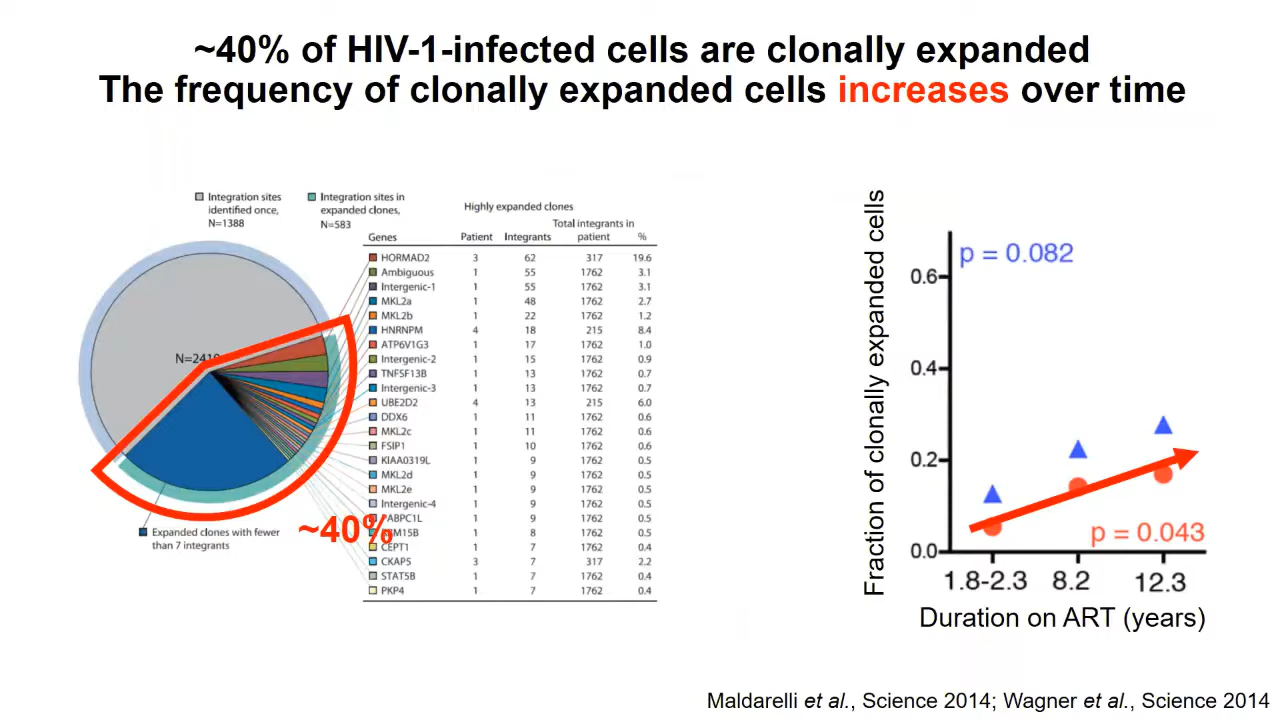 ~40% of HIV-1-infected cells are clonally expanded
The frequency of clonally expanded cells increases over time
Integration sites
identified once,
N=1388
Integration sites in
expanded clones,
N=583
N=2410
Expanded clones with fewer
than 7 integrants
~40%
Highly expanded clones
Genes Patient Integrants Total integrants in patient %
HORMAD2 3 62 317 19.6
Ambiguous 1 55 1762 3.1
Intergenic-1 1 55 1762 3.1
MKL2a 1 48 1762 2.7
MKL2b 1 22 1762 1.2
HNRNPM 4 18 215 8.4
ATP6V1G3 1 17 1762 1.0
Intergenic-2 1 15 1762 0.9
TNFSF13B 1 13 1762 0.7
Intergenic-3 1 13 1762 0.7
UBE2D2 4 13 215 6.0
DDX6 1 11 1762 0.6
MKL2c 1 11 1762 0.6
FSIP1 1 10 1762 0.6
KIAA0319L 1 9 1762 0.5
MKL2d 1 9 1762 0.5
MKL2e 1 9 1762 0.5
Intergenic-4 1 9 1762 0.5
PABPC1L 1 9 1762 0.5
1 8 1762 0.5
CEPT1 1 7 1762 0.4
CKAP5 3 7 317 2.2
STAT5B 1 7 1762 0.4
PKP4 1 7 1762 0.4
Fraction of clonally expanded cells
p = 0.082
0.6
0.4
0.2
0.0
p = 0.043
1.8-2.3 8.2 12.3
Duration on ART (years)
Maldarelli et al., Science 2014; Wagner et al., Science 2014